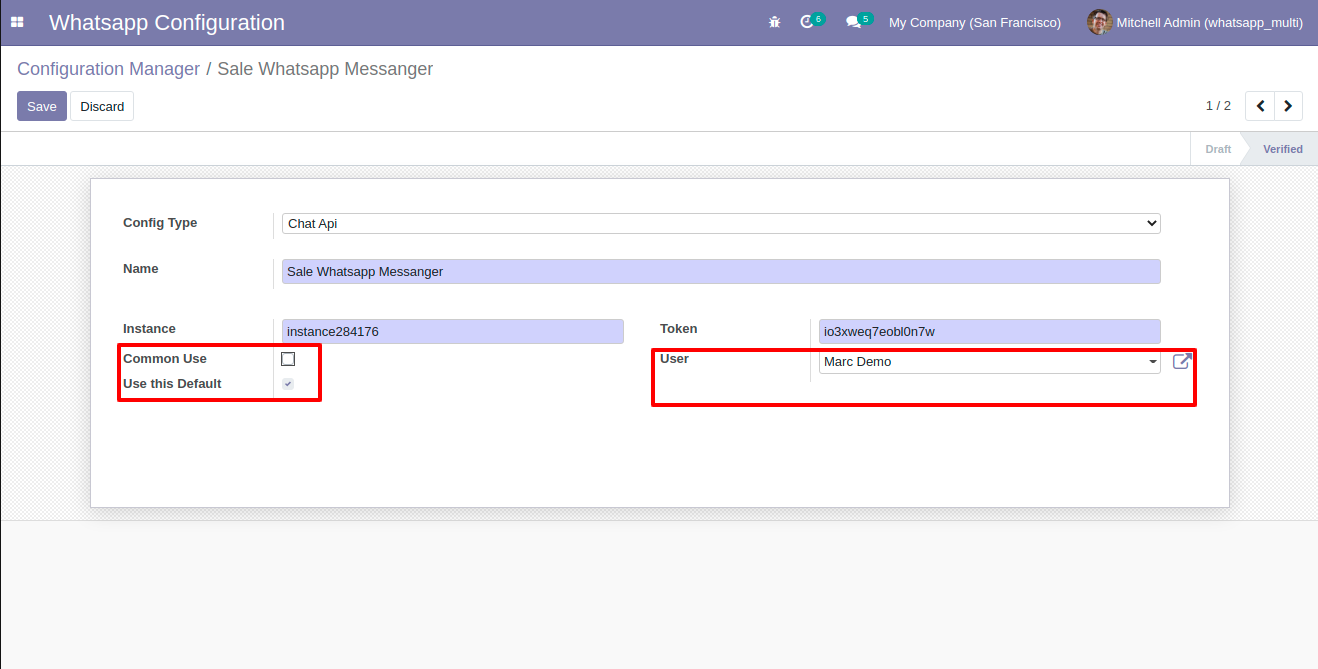 Whatsapp Configuration 6 5 My Company (San Francisco) Mitchell Admin (whatsapp_multi)
Configuration Manager / Sale Whatsapp Messanger
Save Discard 1 / 2
Draft Verified
Config Type Chat Api
Name Sale Whatsapp Messanger
Instance instance284176 Token io3xweq7eobl0n7w
Common Use User Marc Demo
Use this Default